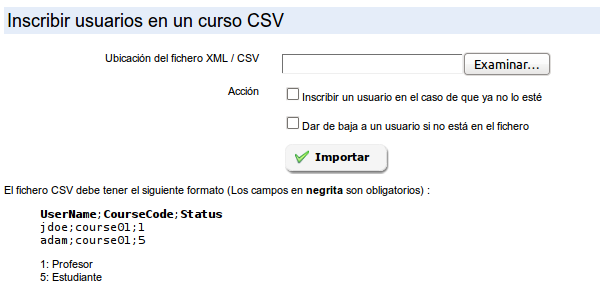 Inscribir usuarios en un curso CSV
Ubicación del fichero XML / CSV
Examinar...
Acción
Inscribir un usuario en el caso de que ya no lo esté
Dar de baja a un usuario si no está en el fichero
Importar
El fichero CSV debe tener el siguiente formato (Los campos en negrita son obligatorios) :
UserName;CourseCode;Status
jdoe;course01;1
adam;course01;5
1: Profesor
5: Estudiante